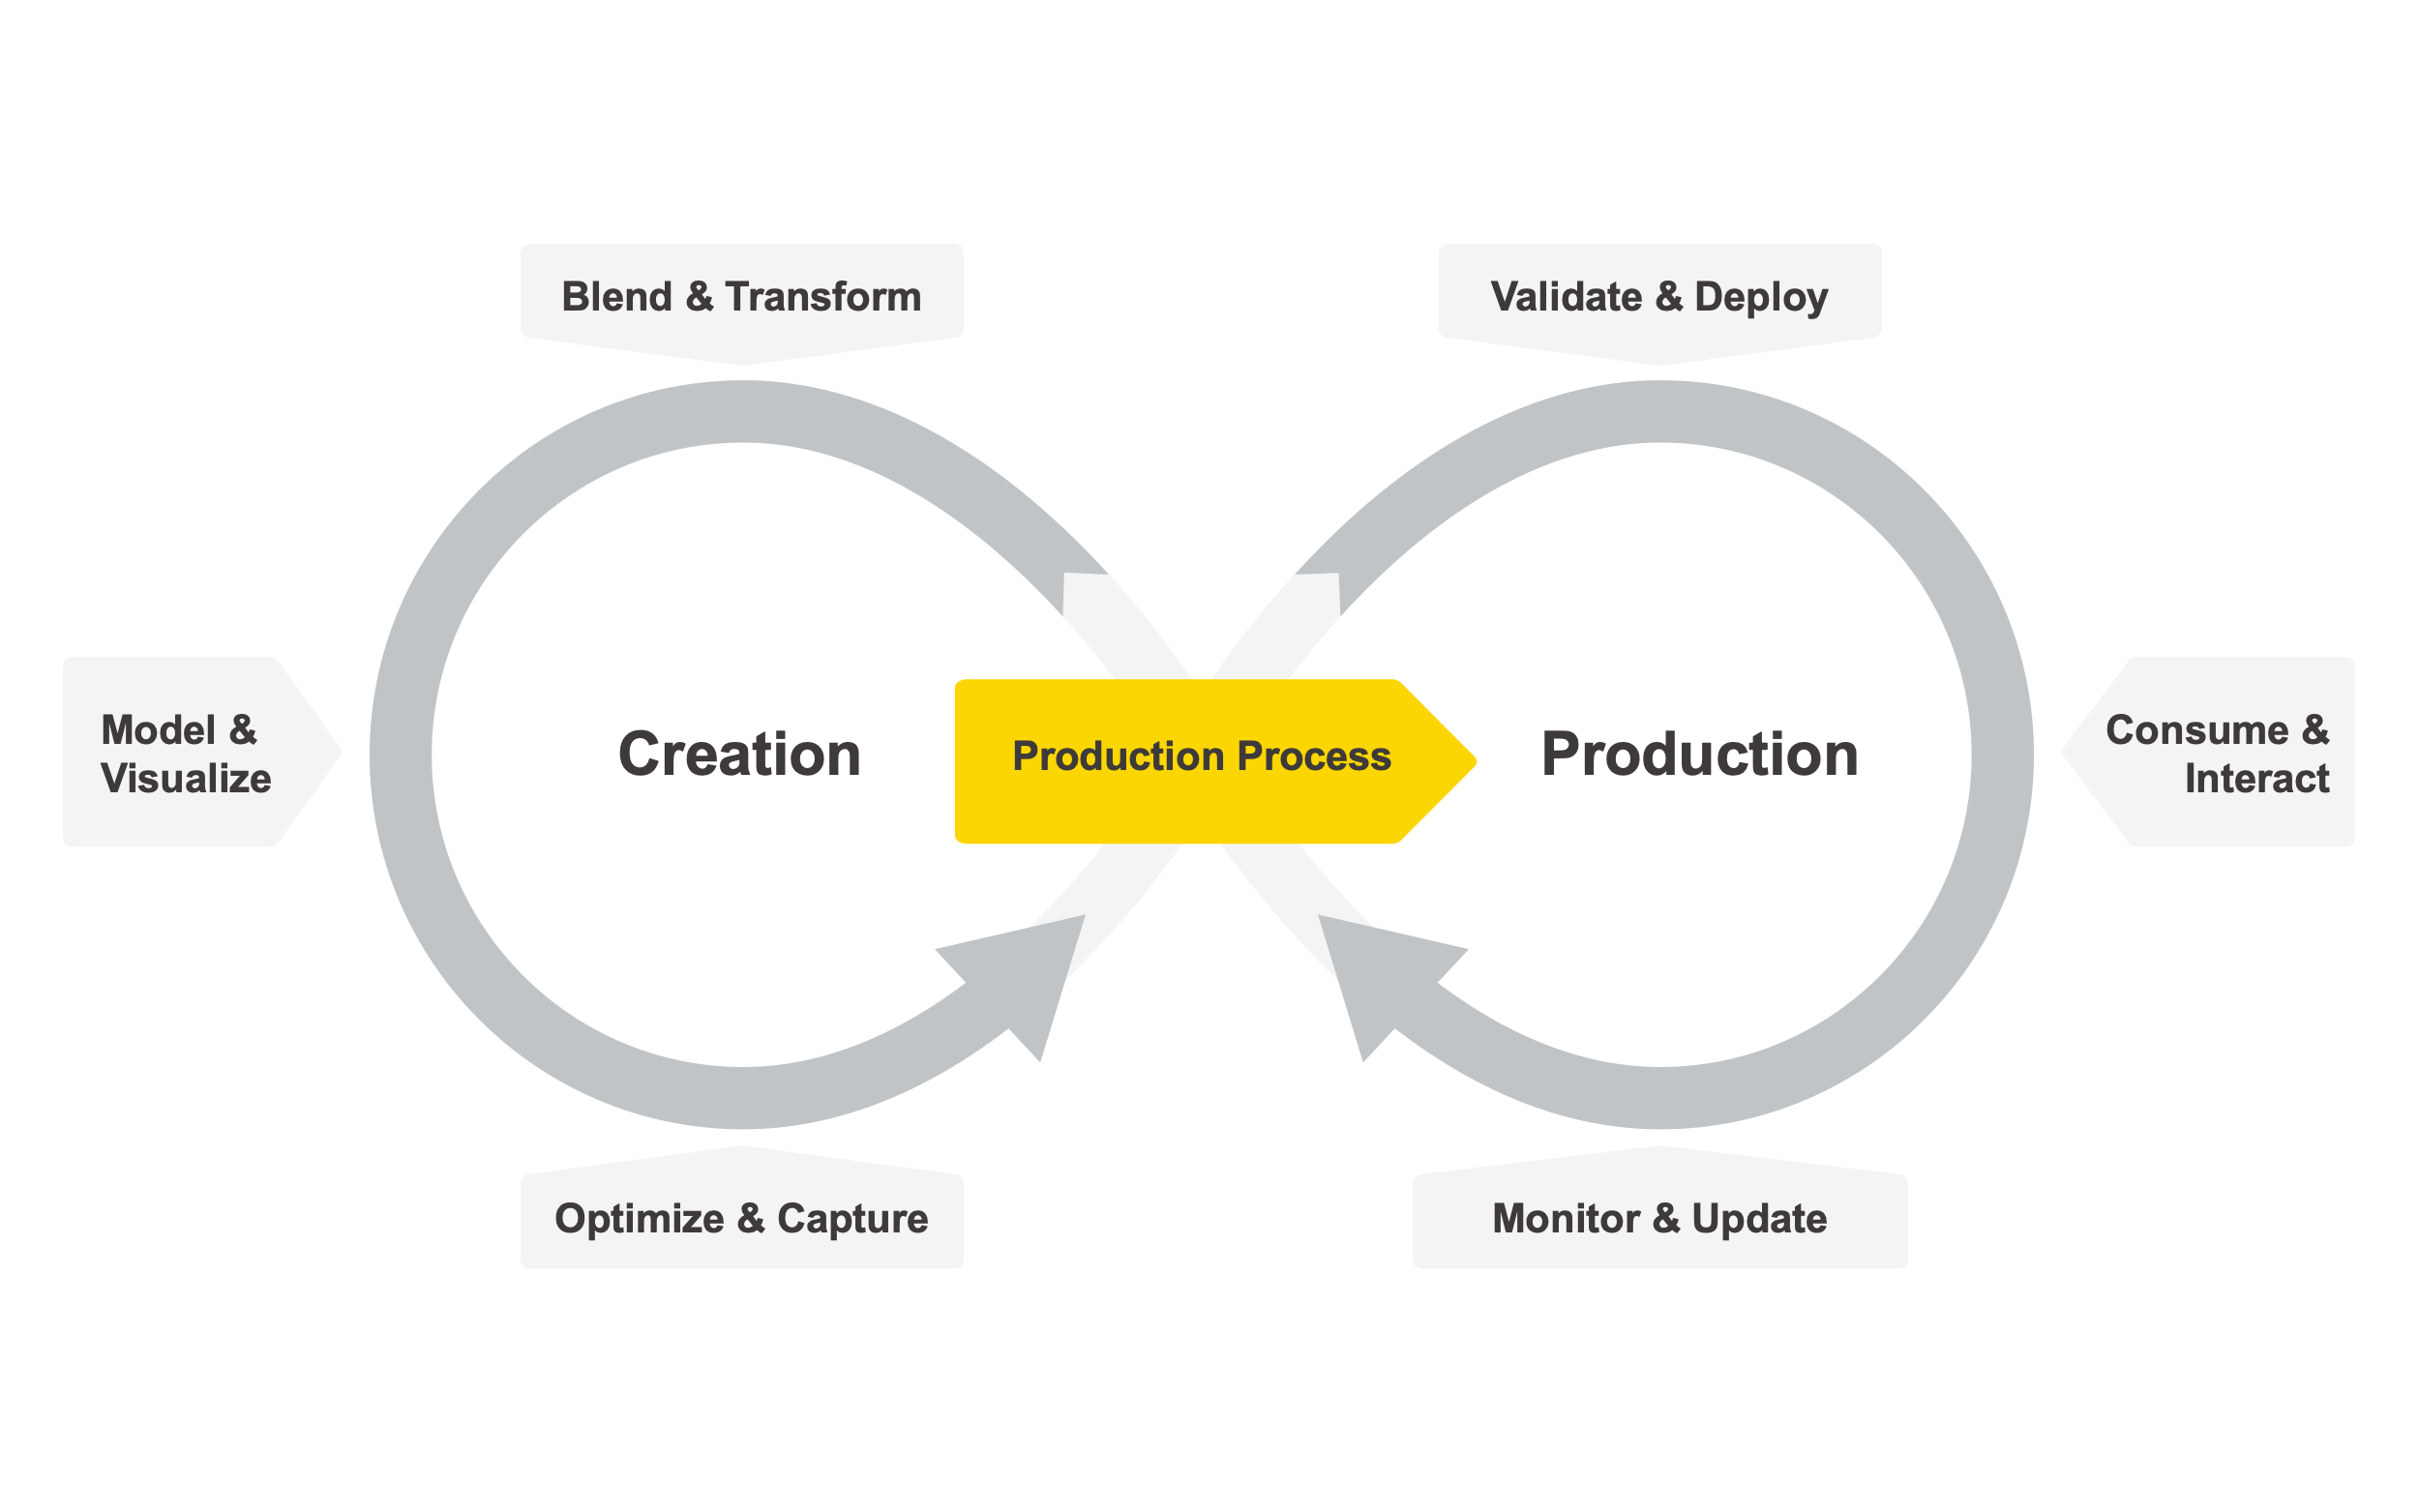 Blend & Transform
Validate & Deploy
Model &
Visualize
Creation
Production Process
Production
Consume &
Interact
Optimize & Capture
Monitor & Update